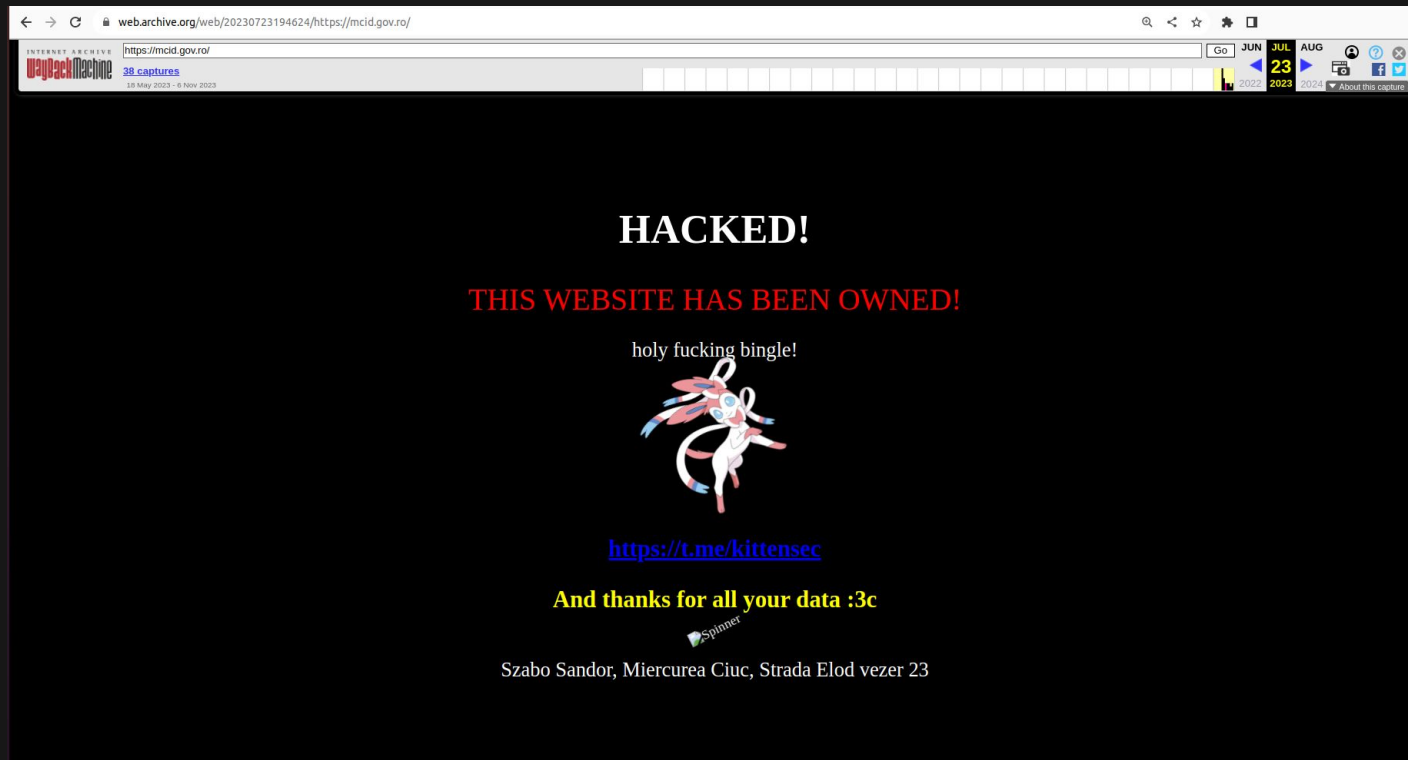 web.archive.org/web/20230723194624/https://mcid.gov.ro/
INTERNET ARCHIVE
WayBackMachine
https://mcid.gov.ro/
Go
JUN JUL AUG
38 captures
23
18 May 2023 - 6 Nov 2023
2022 2023 2024
About this capture
HACKED!
THIS WEBSITE HAS BEEN OWNED!
holy fucking bingle!
https://t.me/kittensec
And thanks for all your data :3c
Spinner
Szabo Sandor, Miercurea Ciuc, Strada Elod vezer 23